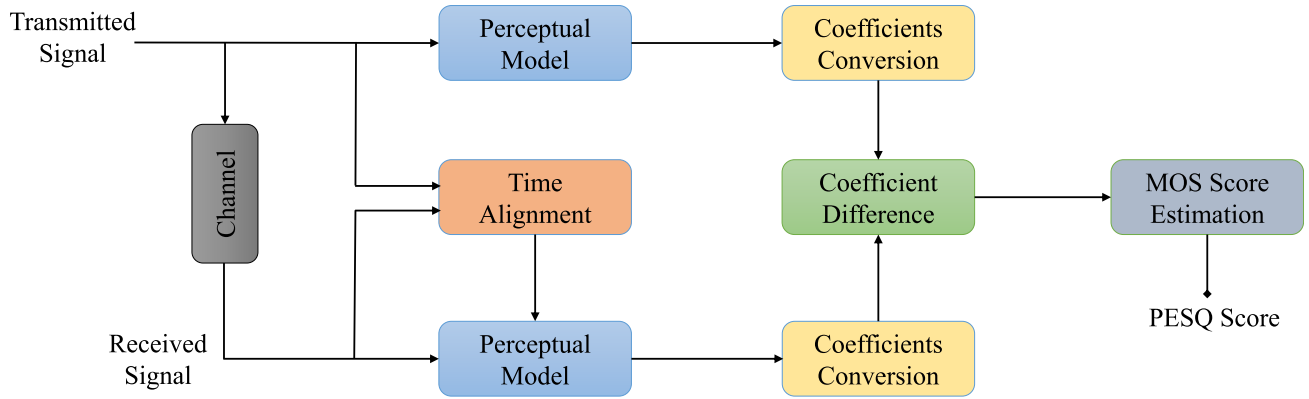 Transmitted
Signal
Perceptual
Model
Coefficients
Conversion
Channel
Time
Alignment
Coefficient
Difference
MOS Score
Estimation
Received
Signal
Perceptual
Model
Coefficients
Conversion
PESQ Score